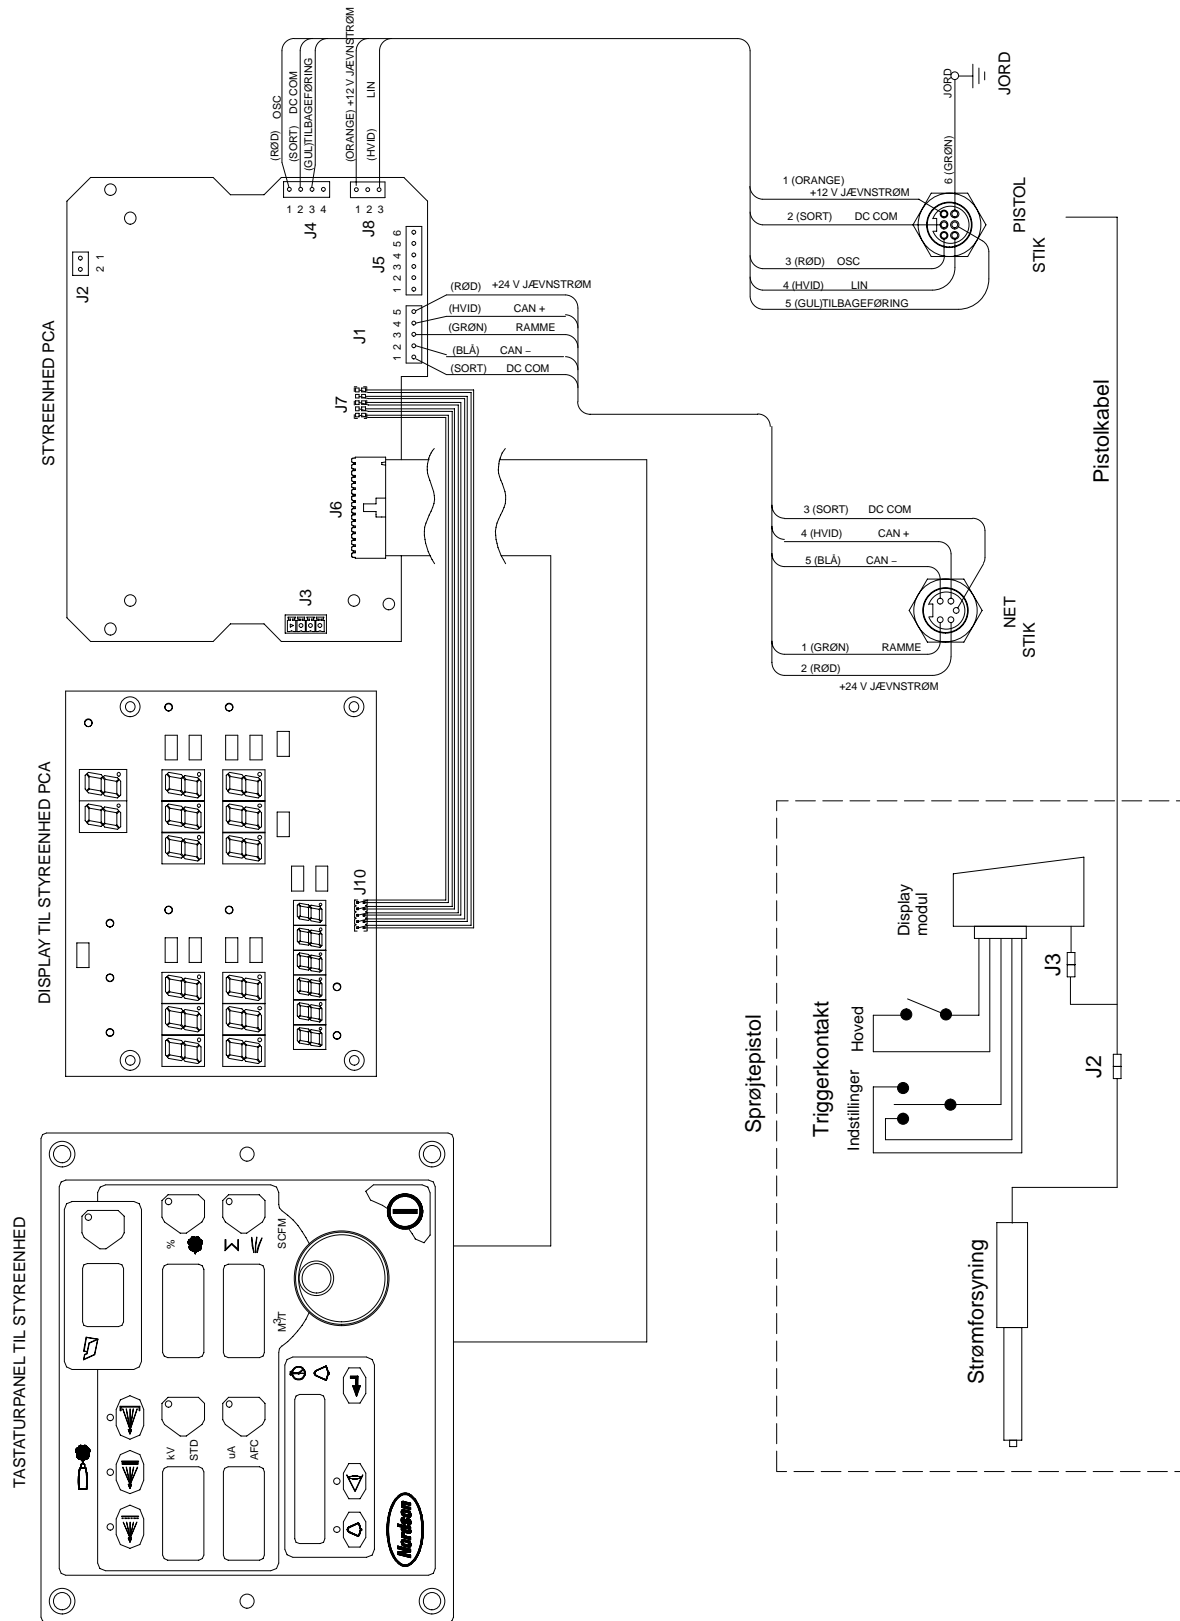 TASTATURPANEL TIL STYREENHED
DISPLAY TIL STYREENHED PCA
STYREENHED PCA
kV
STD
uA
AFC
%
M³/T
SCFM
Nordson
J10
J2
2 1
J3
J6
J7
J1
1 2 3 4 5
J5
1 2 3 4 5 6
J4
1 2 3 4
J8
1 2 3
(RØD) OSC
(SORT) DC COM
(GUL)TILBAGEFØRING
(ORANGE) +12 V JÆVNSTRØM
(HVID) LIN
(RØD) +24 V JÆVNSTRØM
(HVID) CAN +
(GRØN) RAMME
(BLÅ) CAN –
(SORT) DC COM
1 (ORANGE)
+12 V JÆVNSTRØM
2 (SORT) DC COM
3 (RØD) OSC
4 (HVID) LIN
5 (GUL)TILBAGEFØRING
6 (GRØN) JORD
JORD
PISTOL
STIK
3 (SORT) DC COM
4 (HVID) CAN +
5 (BLÅ) CAN –
1 (GRØN) RAMME
2 (RØD)
+24 V JÆVNSTRØM
NET
STIK
Pistolkabel
Sprøjtepistol
Triggerkontakt
Indstillinger
Hoved
Display
modul
J3
J2
Strømforsyning